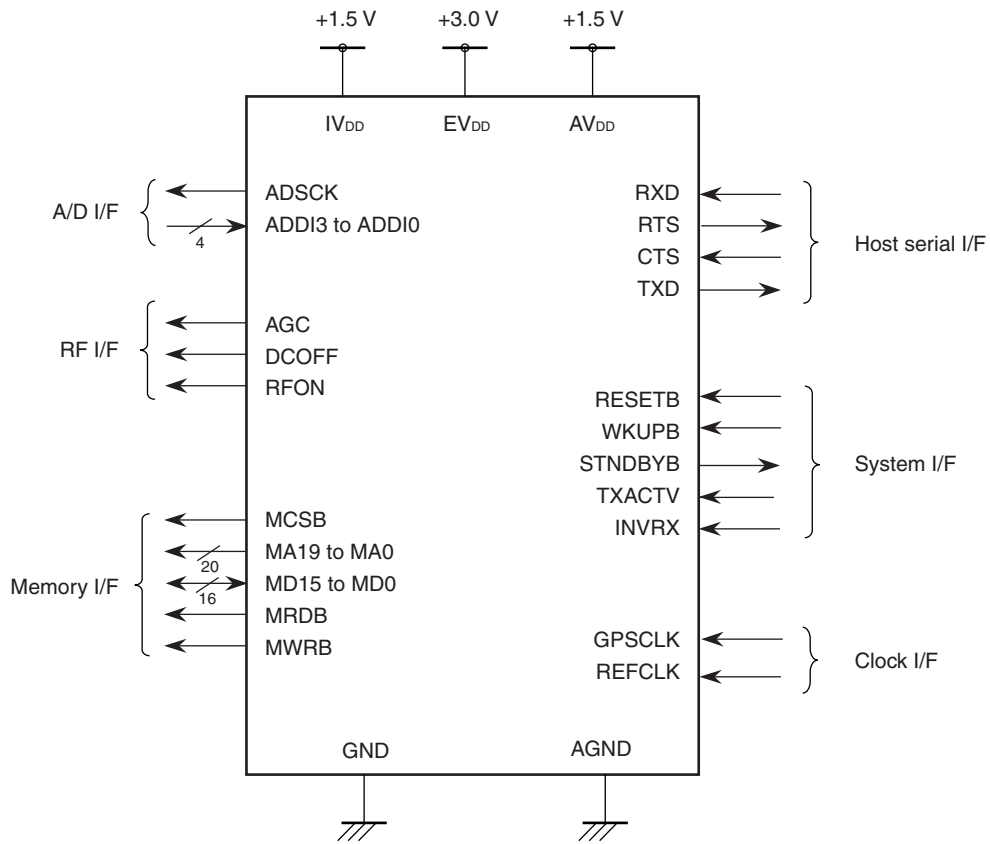 +1.5 V +3.0 V +1.5 V
IVDD EVDD AVDD
A/D I/F
ADSCK
ADDI3 to ADDI0
4
RF I/F
AGC
DCOFF
RFON
Memory I/F
MCSB
MA19 to MA0
20
MD15 to MD0
16
MRDB
MWRB
RXD
RTS
CTS
TXD
Host serial I/F
RESETB
WKUPB
STNDBYB
TXACTV
INVRX
System I/F
GPSCLK
REFCLK
Clock I/F
GND AGND